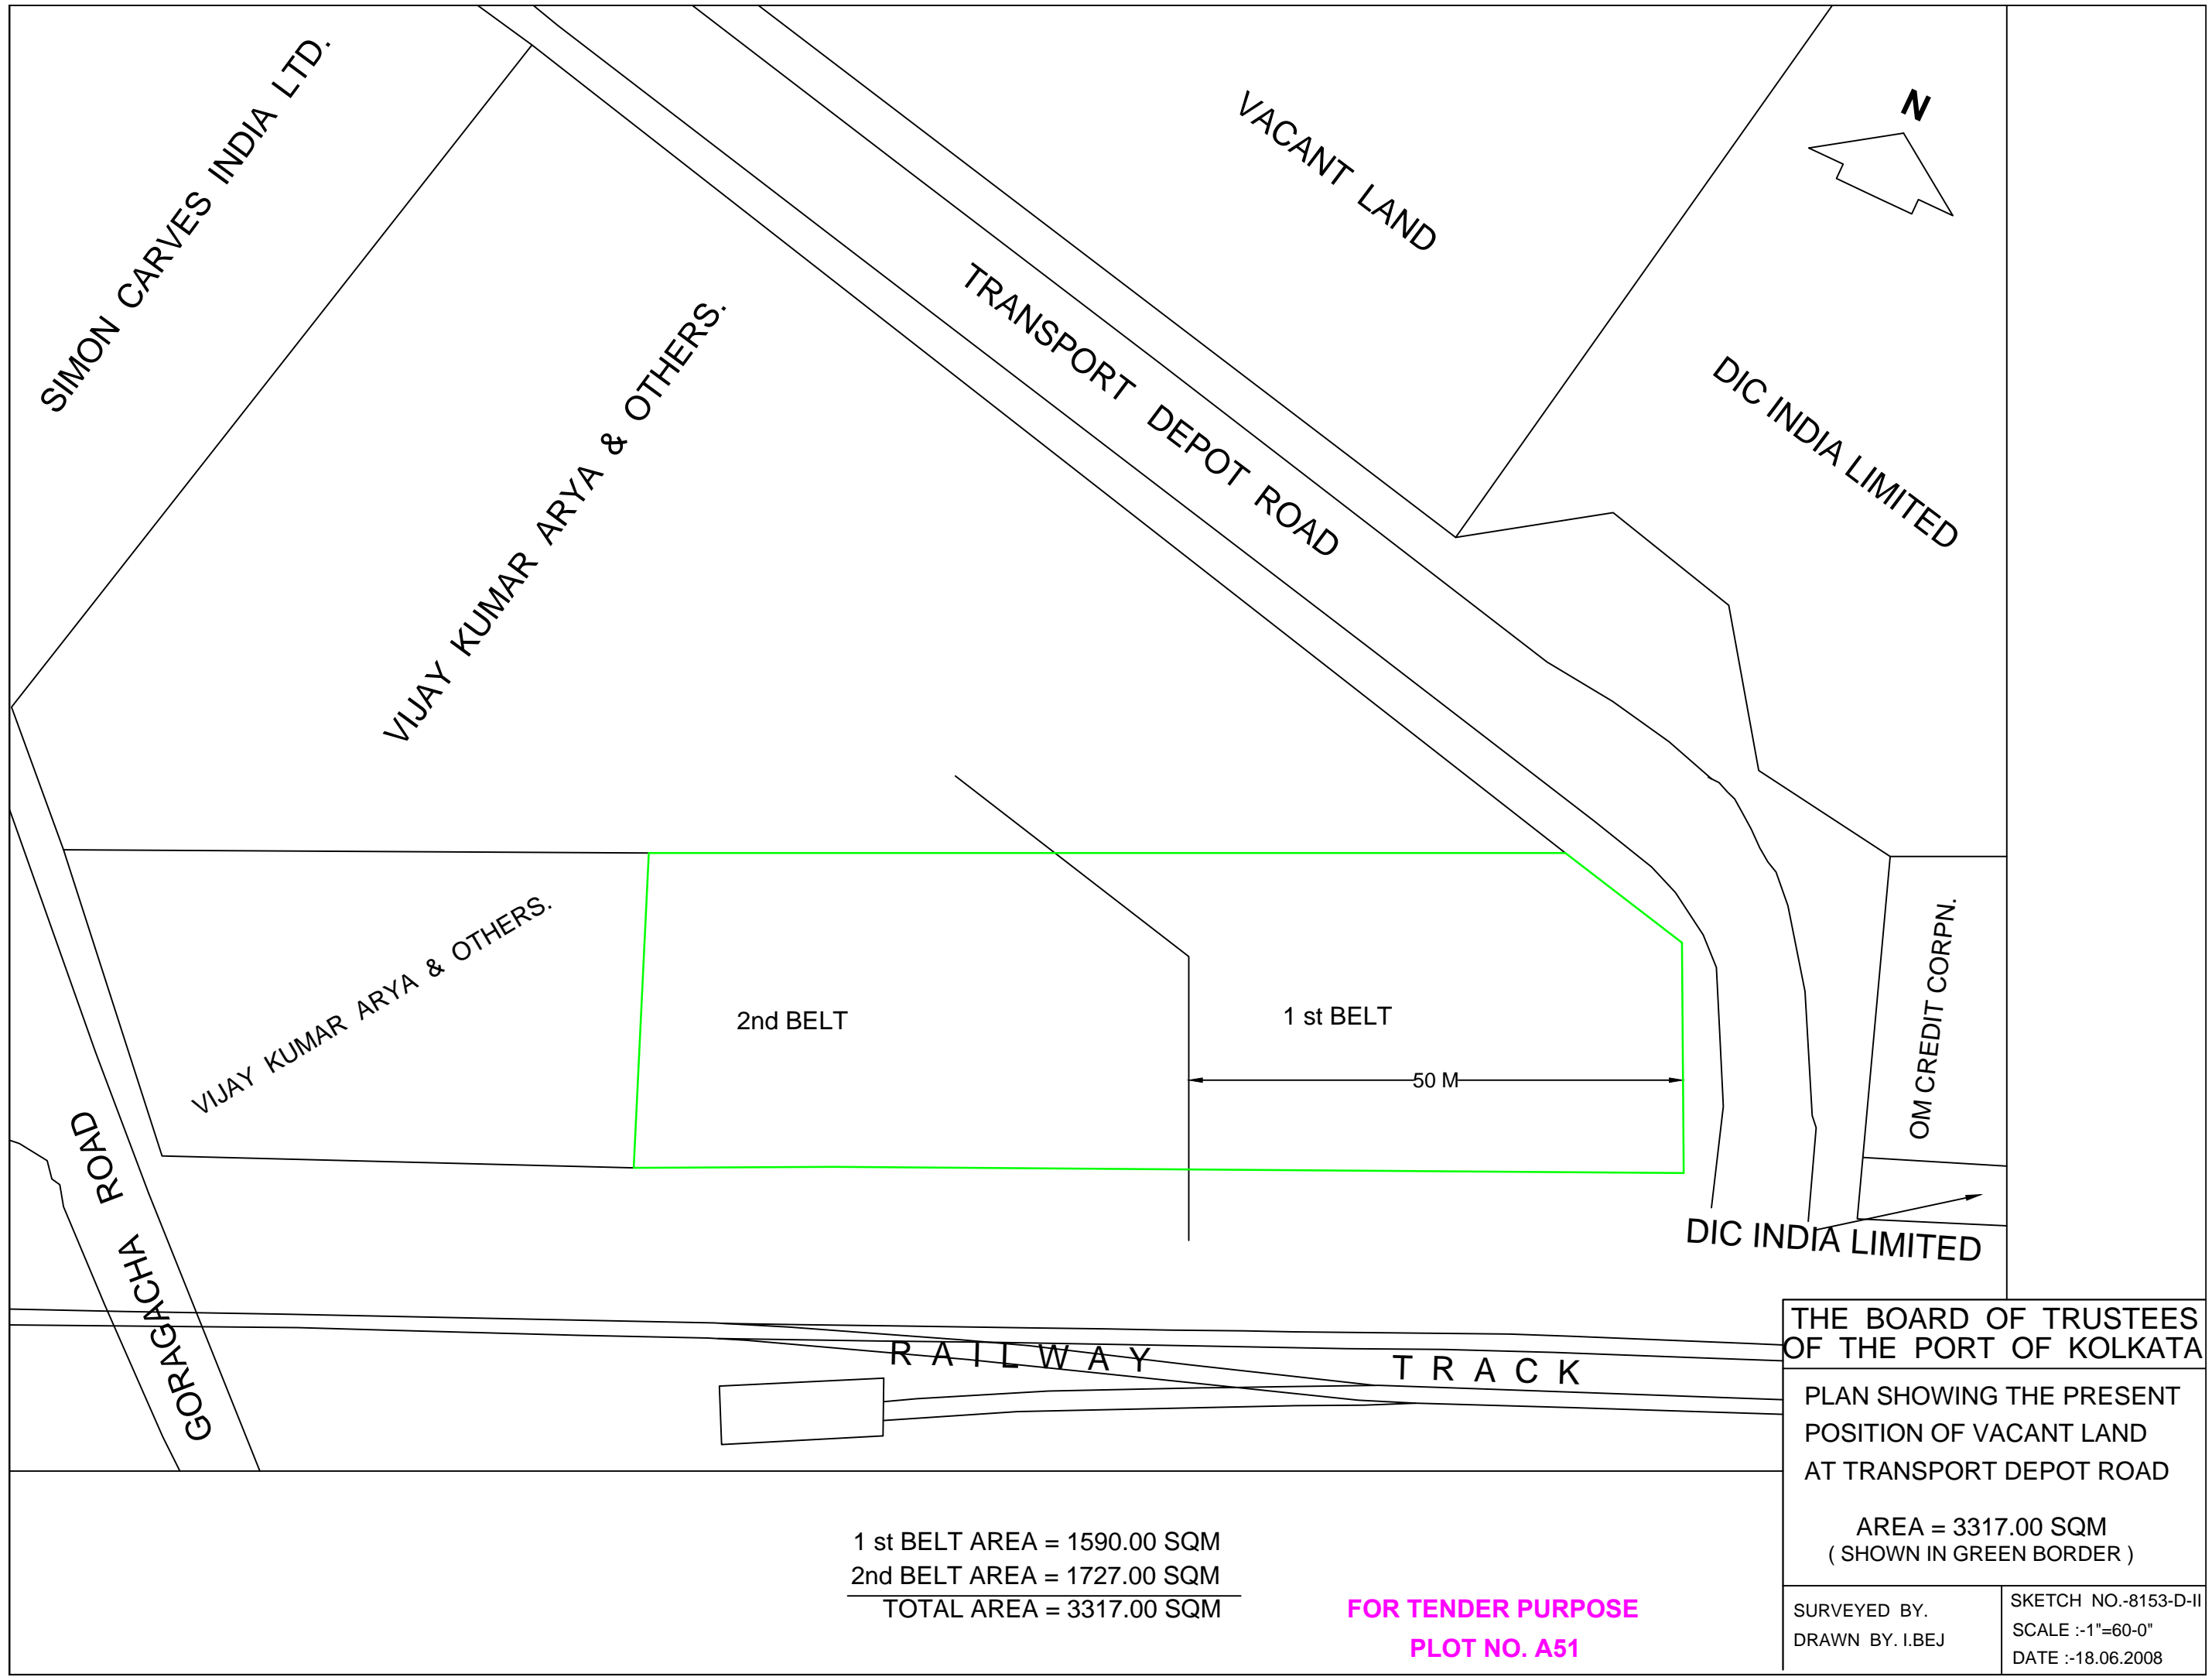 SIMON CARVES INDIA LTD.
VACANT LAND
N
VIJAY KUMAR ARYA & OTHERS.
TRANSPORT DEPOT ROAD
DIC INDIA LIMITED
VIJAY KUMAR ARYA & OTHERS.
2nd BELT
1 st BELT
50 M
OM CREDIT CORPN.
GORAGACHA ROAD
DIC INDIA LIMITED
RAILWAY TRACK
THE BOARD OF TRUSTEES
OF THE PORT OF KOLKATA
PLAN SHOWING THE PRESENT
POSITION OF VACANT LAND
AT TRANSPORT DEPOT ROAD
AREA = 3317.00 SQM
( SHOWN IN GREEN BORDER )
1 st BELT AREA = 1590.00 SQM
2nd BELT AREA = 1727.00 SQM
TOTAL AREA = 3317.00 SQM
FOR TENDER PURPOSE
PLOT NO. A51
SURVEYED BY.
DRAWN BY. I.BEJ
SKETCH NO.-8153-D-II
SCALE :-1"=60-0"
DATE :-18.06.2008